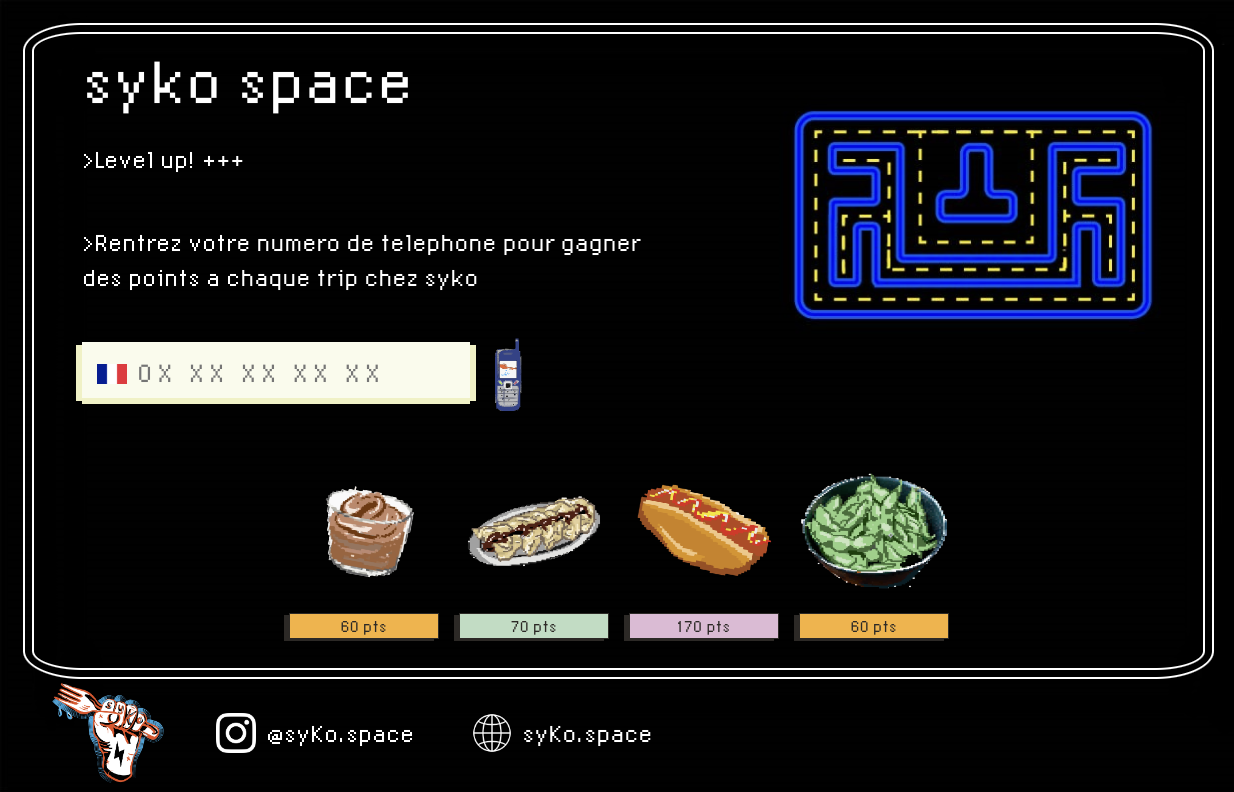 syko space
>Level up! +++
>Rentrez votre numero de telephone pour gagner
des points a chaque trip chez syko
0X XX XX XX XX
60 pts
70 pts
170 pts
60 pts
syko
@syKo.space
syKo.space